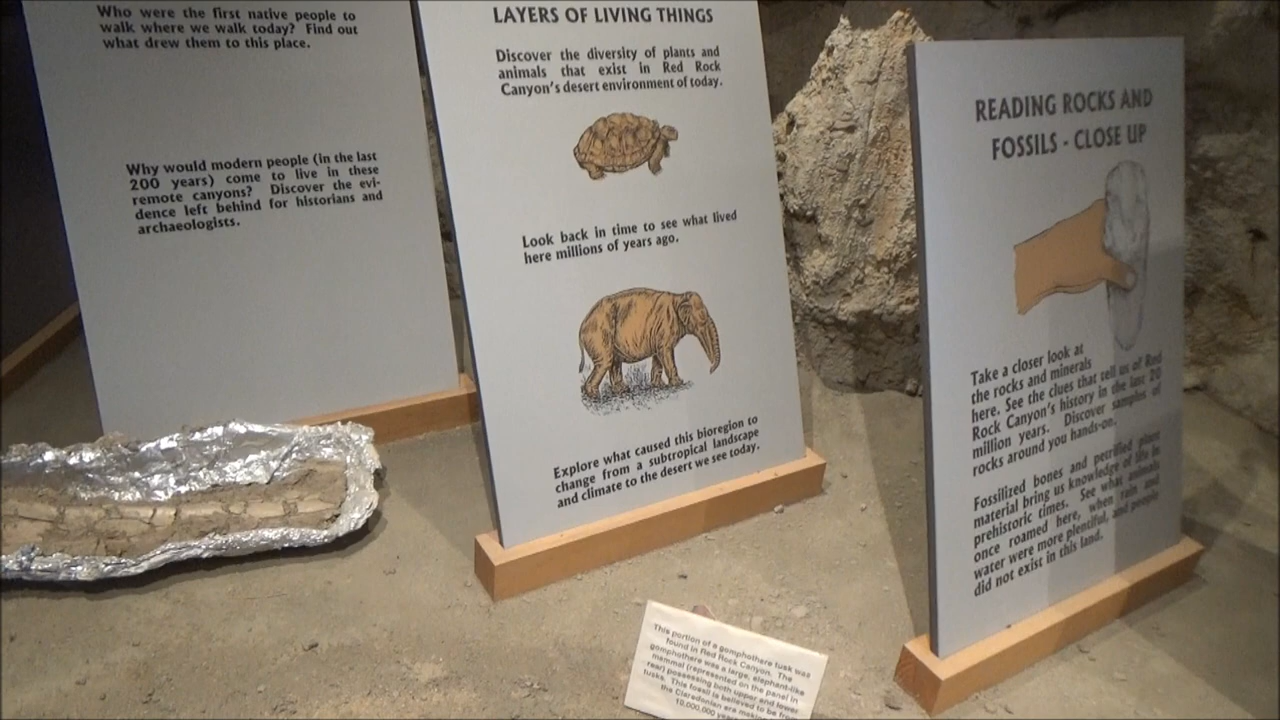 Who were the first native people to
walk where we walk today? Find out
what drew them to this place.
Why would modern people (in the last
200 years) come to live in these
remote canyons? Discover the evi-
dence left behind for historians and
archaeologists.
LAYERS OF LIVING THINGS
Discover the diversity of plants and
animals that exist in Red Rock
Canyon's desert environment of today.
Look back in time to see what lived
here millions of years ago.
Explore what caused this bioregion to
change from a subtropical landscape
and climate to the desert we see today.
READING ROCKS AND
FOSSILS - CLOSE UP
Take a closer look at
the rocks and minerals
here. See the clues that tell us of Red
Rock Canyon's history in the last 20
million years. Discover samples of
rocks around you hands-on.
Fossilized bones and petrified plant
material bring us knowledge of life in
prehistoric times. See what animals
once roamed here, when rain and
water were more plentiful, and people
did not exist in this land.
This portion of a gomphothere tusk was
found in Red Rock Canyon. The
gomphothere was a large, elephant-like
mammal (represented on the panel in
rear) possessing both upper and lower
tusks. This fossil is believed to be from
the Clarendonian era
10,000,000